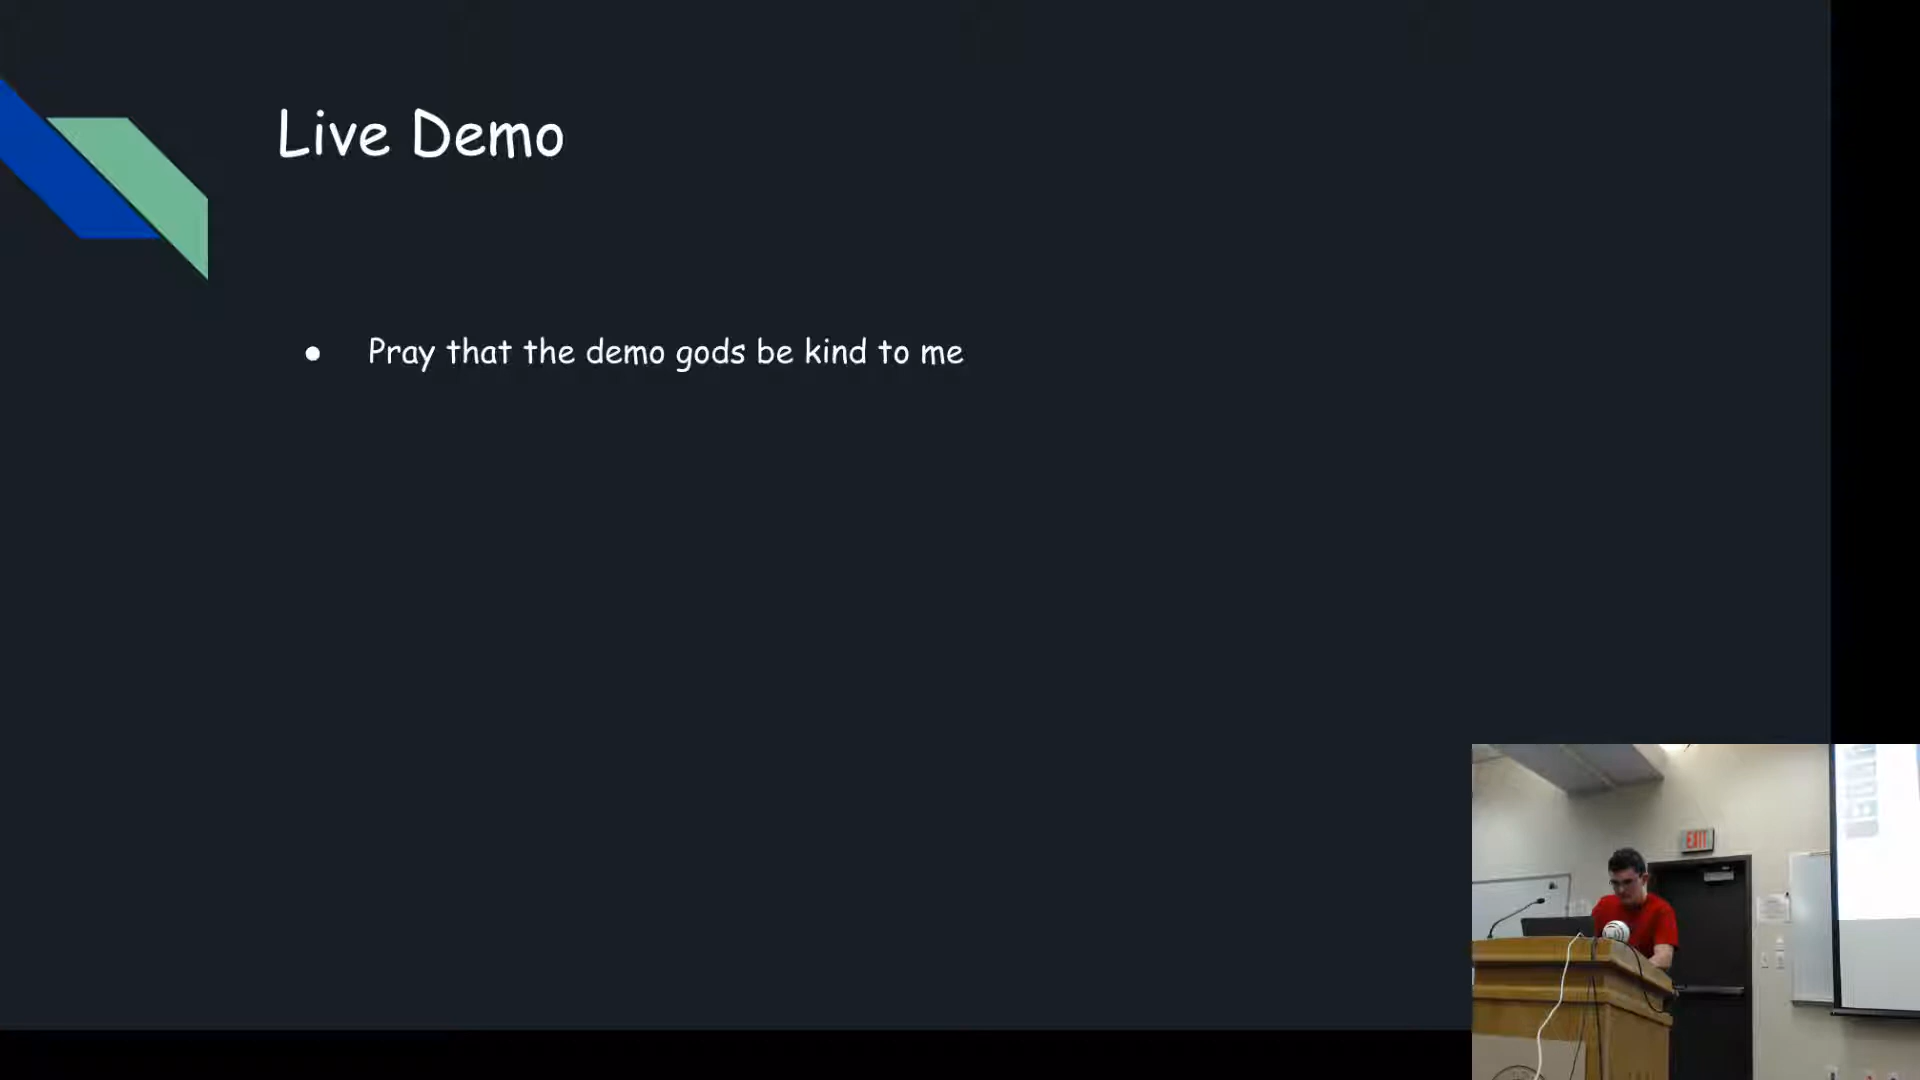 Live Demo
● Pray that the demo gods be kind to me
EXIT